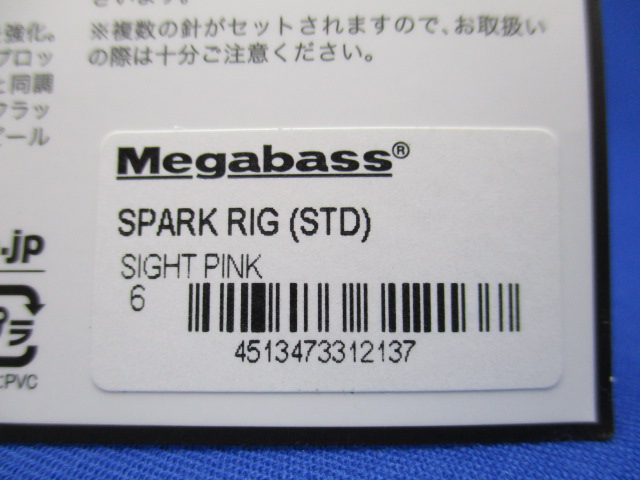 ※複数の針がセットされますので、お取扱い
の際は十分ご注意ください。
強化。
ブロッ
と同調
フラッ
ピール
Megabass®
SPARK RIG (STD)
SIGHT PINK
6
4513473312137
.jp
プラ
:PVC